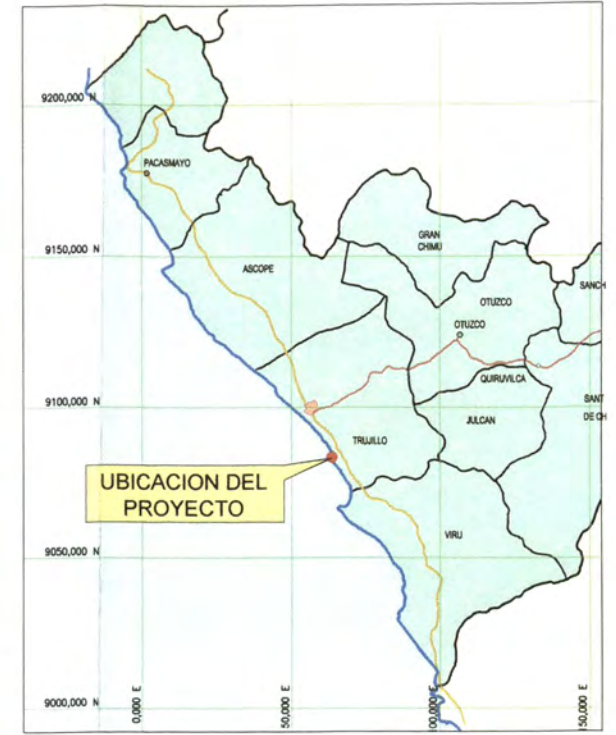 9200,000 N
PACASMAYO
9150,000 N
GRAN
CHIMU
ASCOPE
SANCH
OTUZCO
OTUZCO
QUIRUVILCA
9100,000 N
SANT
DE CH
JULCAN
TRUJILLO
UBICACION DEL
PROYECTO
9050,000 N
VIRU
9000,000 N
0,000 E
50,000 E
100,000 E
150,000 E